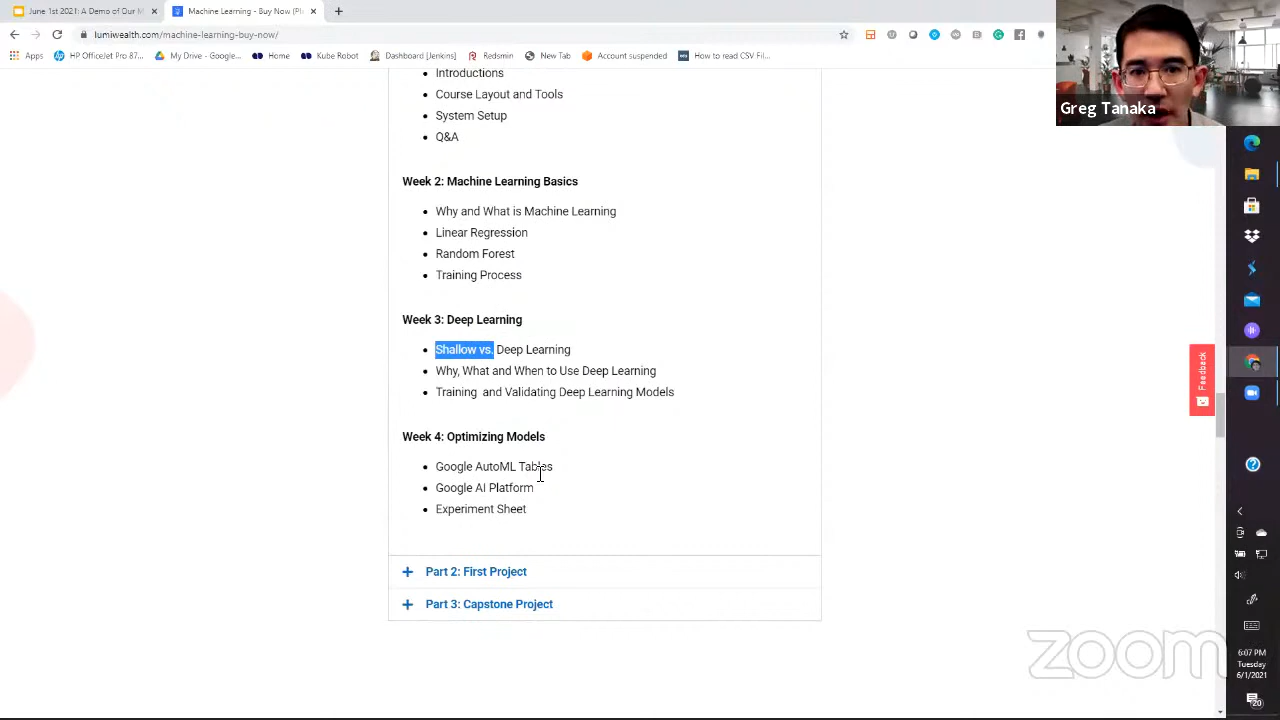 June 1st 2021: A Demo of Our M
Machine Learning - Buy Now (Pl
lumiwealth.com/machine-learning-buy-now/
Apps
HP OfficeJet Pro 87...
My Drive - Google...
Home
Kube Robot
Dashboard [Jenkins]
Redsmin
New Tab
Account suspended
How to read CSV Fil...
Greg Tanaka
Introductions
Course Layout and Tools
System Setup
Q&A
Week 2: Machine Learning Basics
Why and What is Machine Learning
Linear Regression
Random Forest
Training Process
Week 3: Deep Learning
Shallow vs. Deep Learning
Why, What and When to Use Deep Learning
Training and Validating Deep Learning Models
Week 4: Optimizing Models
Google AutoML Tables
Google AI Platform
Experiment Sheet
Part 2: First Project
Part 3: Capstone Project
Feedback
zoom
6:07 PM
Tuesday
6/1/2021
20